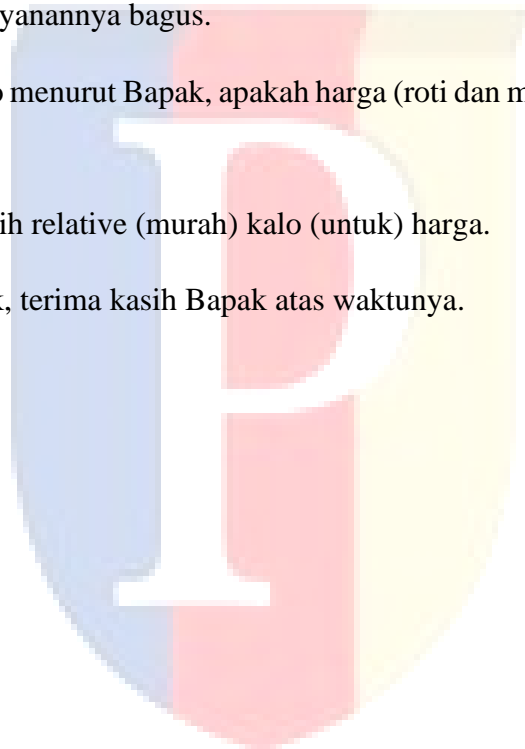 yanannya bagus.
menurut Bapak, apakah harga (roti dan m
ih relative (murah) kalo (untuk) harga.
, terima kasih Bapak atas waktunya.
P